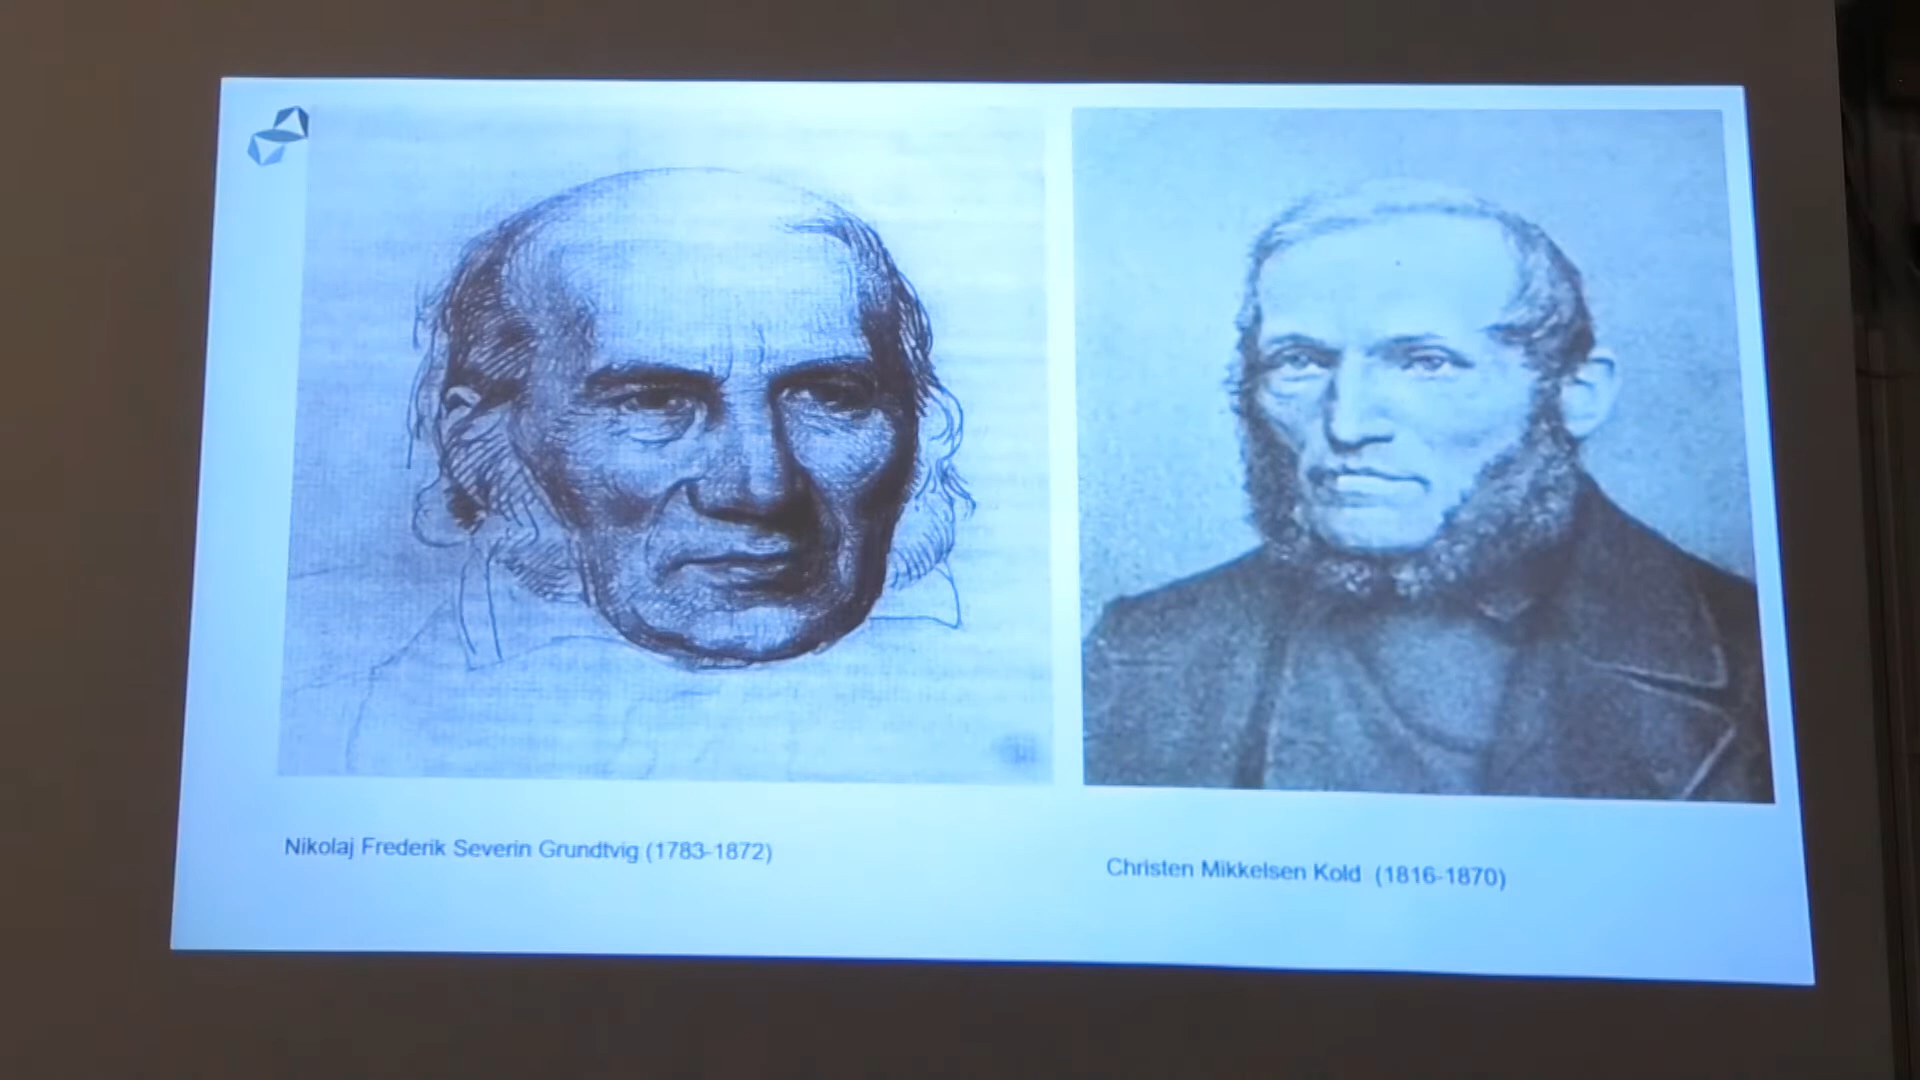 Nikolaj Frederik Severin Grundtvig (1783-1872)
Christen Mikkelsen Kold (1816-1870)